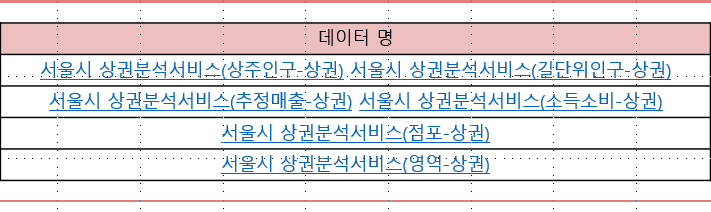 데이터 명
서울시 상권분석서비스(상주인구-상권) 서울시 상권분석서비스(길단위인구-상권)
서울시 상권분석서비스(추정매출-상권) 서울시 상권분석서비스(소득소비-상권)
서울시 상권분석서비스(점포-상권)
서울시 상권분석서비스(영역-상권)